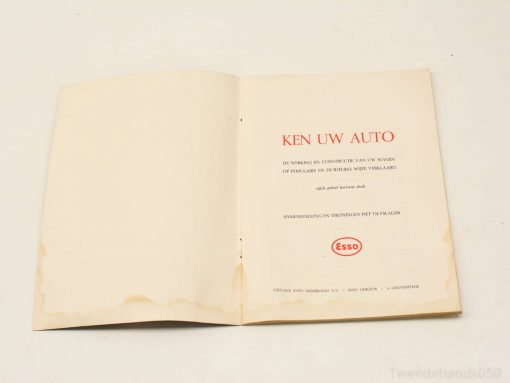 KEN UW AUTO
DE WERKING EN CONSTRUCTIE VAN UW WAGEN
OP POPULAIRE EN DUIDELIJKE WIJZE VERKLAARD
vijfde geheel herziene druk
SAMENSTELLING EN TEKENINGEN PIET OLYSLAGER
Esso
UITGAVE ESSO NEDERLAND N.V. - ESSO GEBOUW - 's-GRAVENHAGE
Tweedehands050